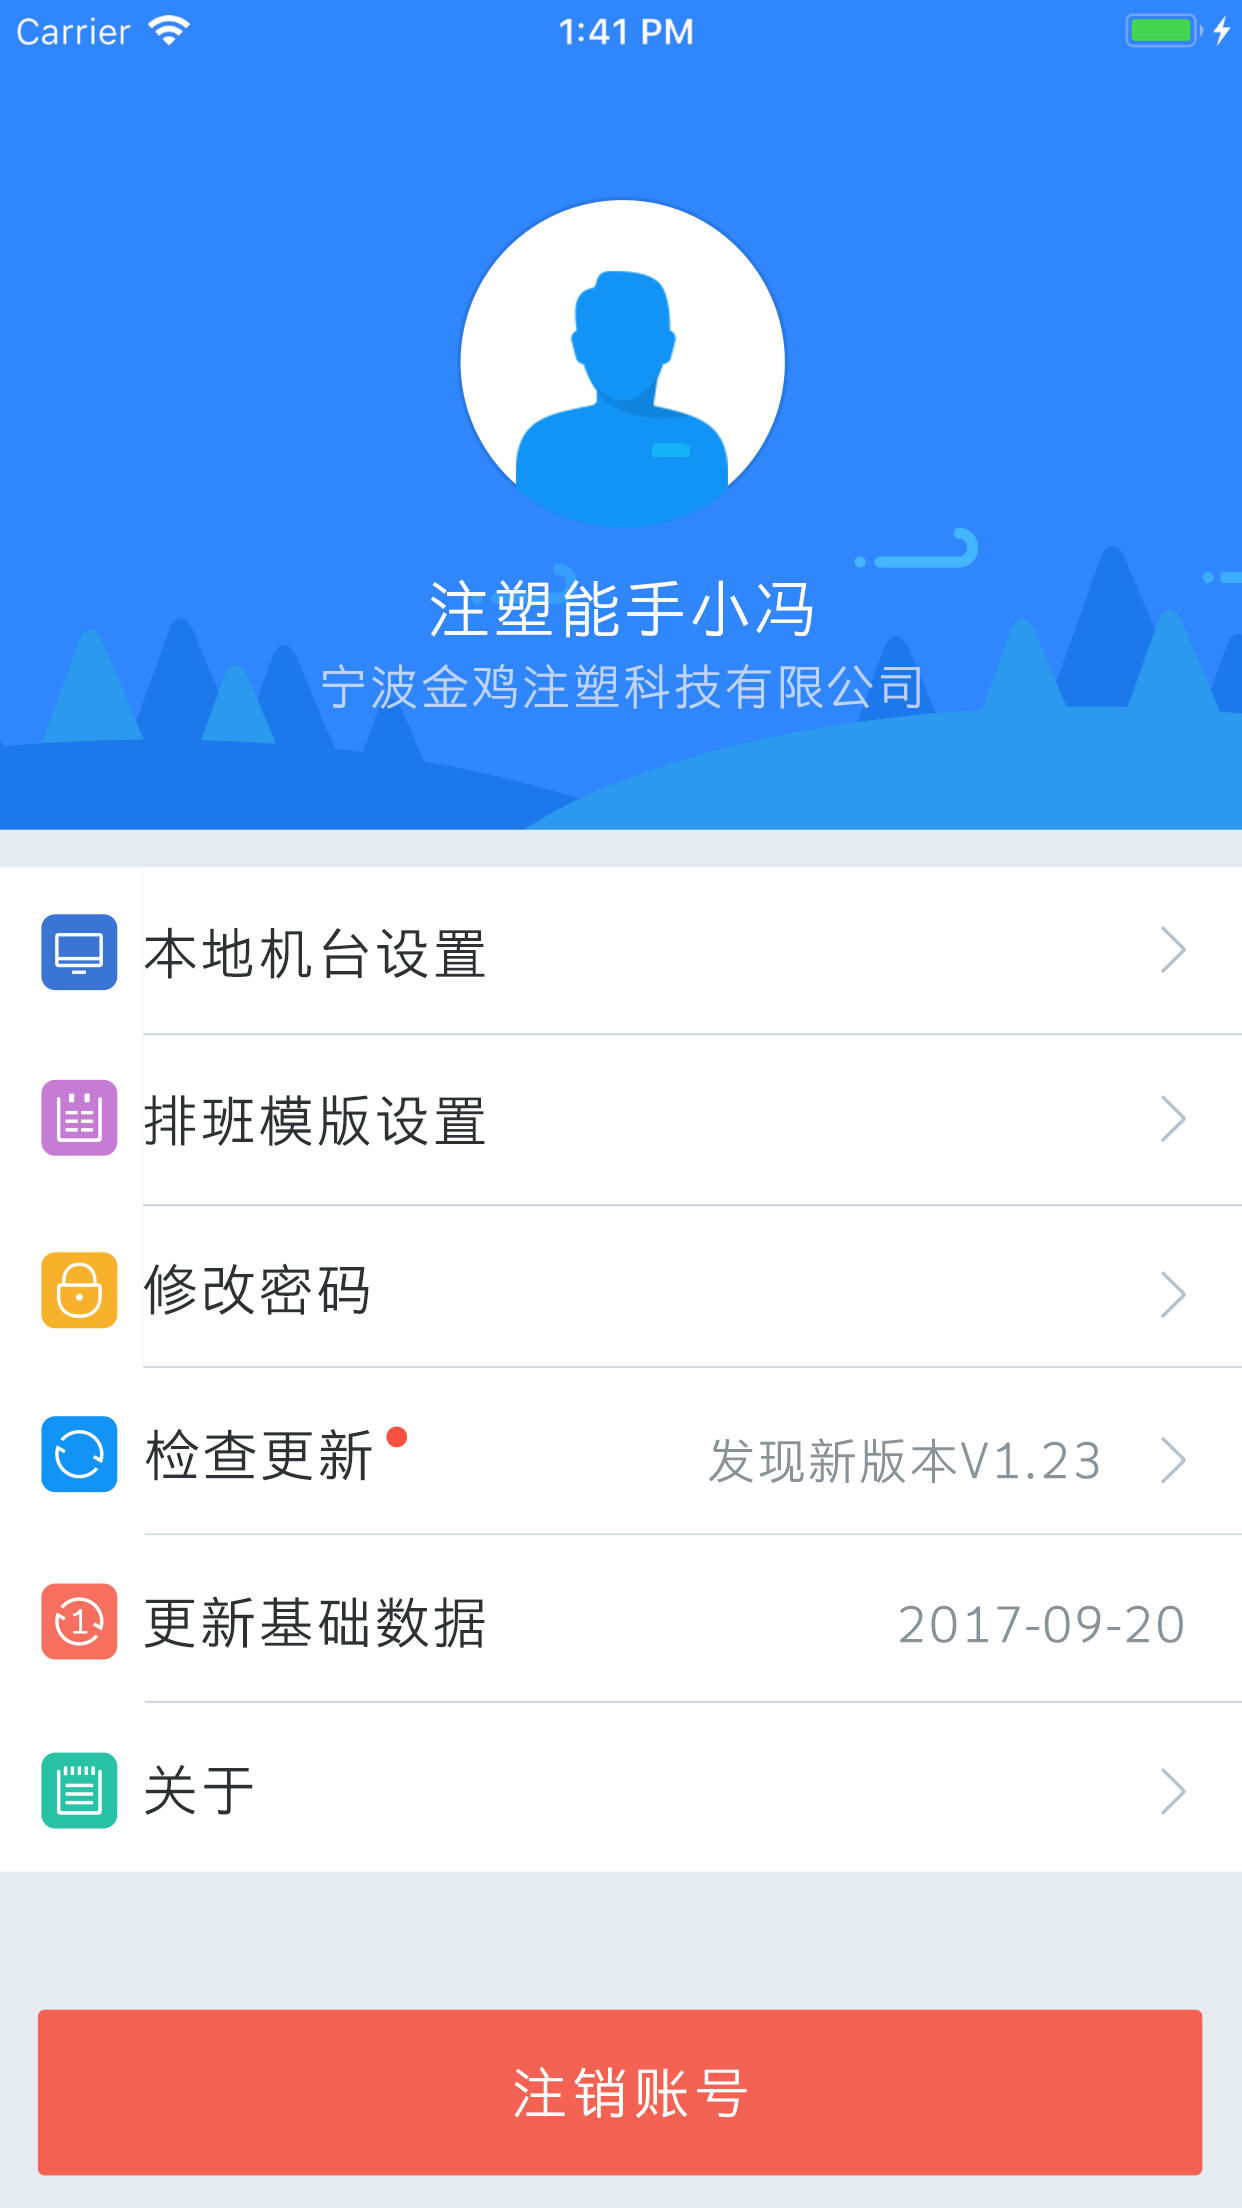 Carrier 1:41 PM
注塑能手小冯
宁波金鸡注塑科技有限公司
本地机台设置
排班模版设置
修改密码
检查更新 发现新版本V1.23
1 更新基础数据 2017-09-20
关于
注销账号